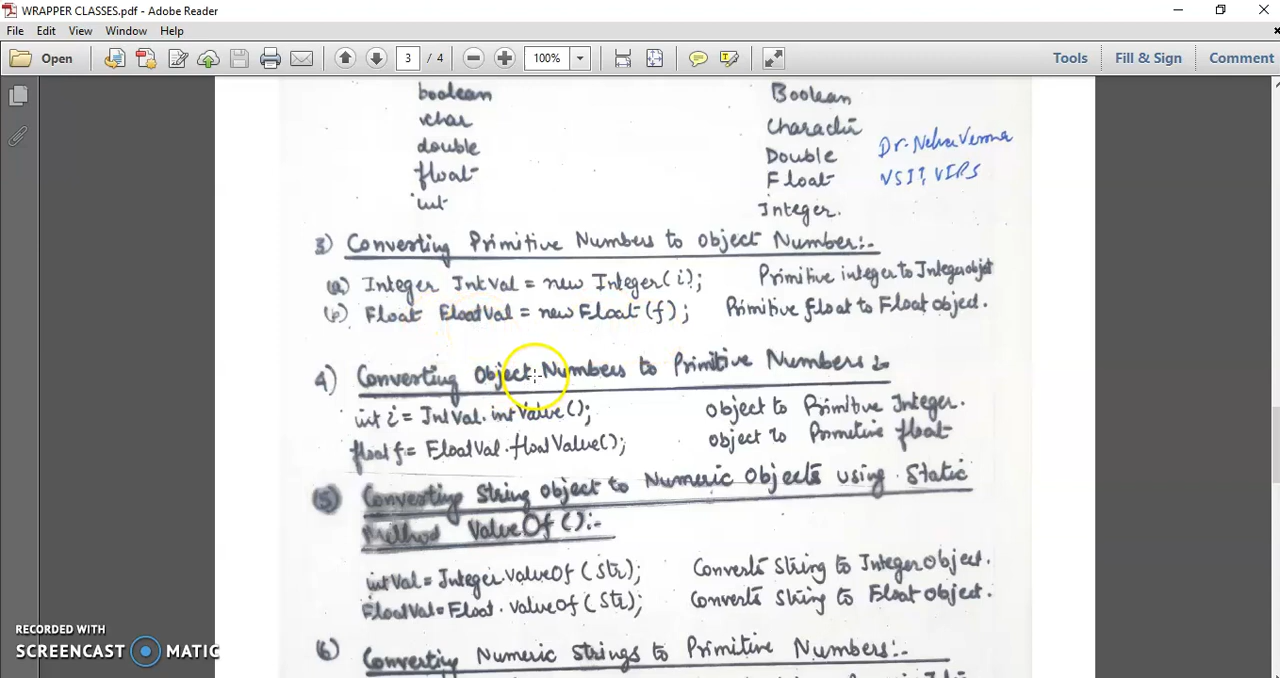 WRAPPER CLASSES.pdf - Adobe Reader
File Edit View Window Help
Open 3 / 4 100% Tools Fill & Sign Comment
boolean Boolean
char Character
double Double
float Float
int Integer.
Dr. Neha Verma
VSIT, VIPS
3) Converting Primitive Numbers to Object Number:-
(a) Integer IntVal = new Integer(i); Primitive integer to Integer object
(b) Float FloatVal = new Float(f); Primitive float to Float object.
4) Converting Object Numbers to Primitive Numbers :-
int i = IntVal.intValue(); object to Primitive Integer.
float f = FloatVal.floatValue(); object to Primitive float
(5) Converting String Object to Numeric Objects using Static
Method ValueOf():-
intVal = Integer.ValueOf(Str); Converts String to Integer Object.
FloatVal = Float.ValueOf(Str); Converts String to Float Object.
(6) Converting Numeric Strings to Primitive Numbers:-
RECORDED WITH
SCREENCAST MATIC